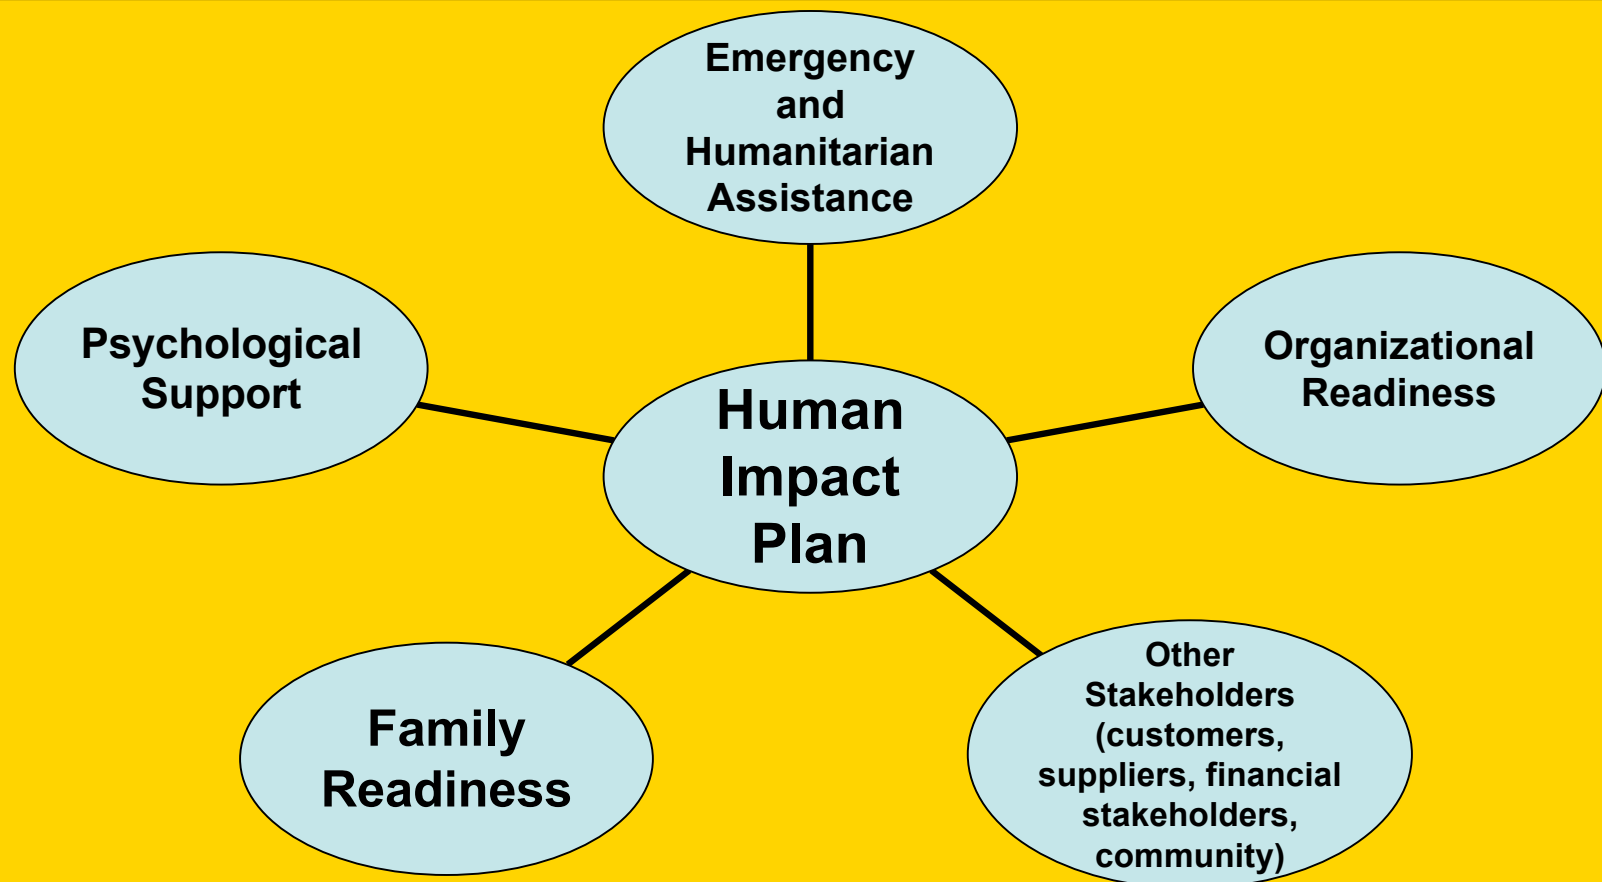 Emergency
and
Humanitarian
Assistance
Psychological
Support
Organizational
Readiness
Human
Impact
Plan
Family
Readiness
Other
Stakeholders
(customers,
suppliers, financial
stakeholders,
community)